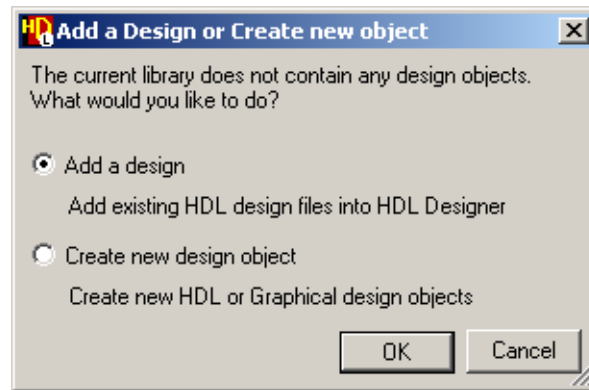 HD L Add a Design or Create new object
The current library does not contain any design objects.
What would you like to do?
Add a design
Add existing HDL design files into HDL Designer
Create new design object
Create new HDL or Graphical design objects
OK Cancel